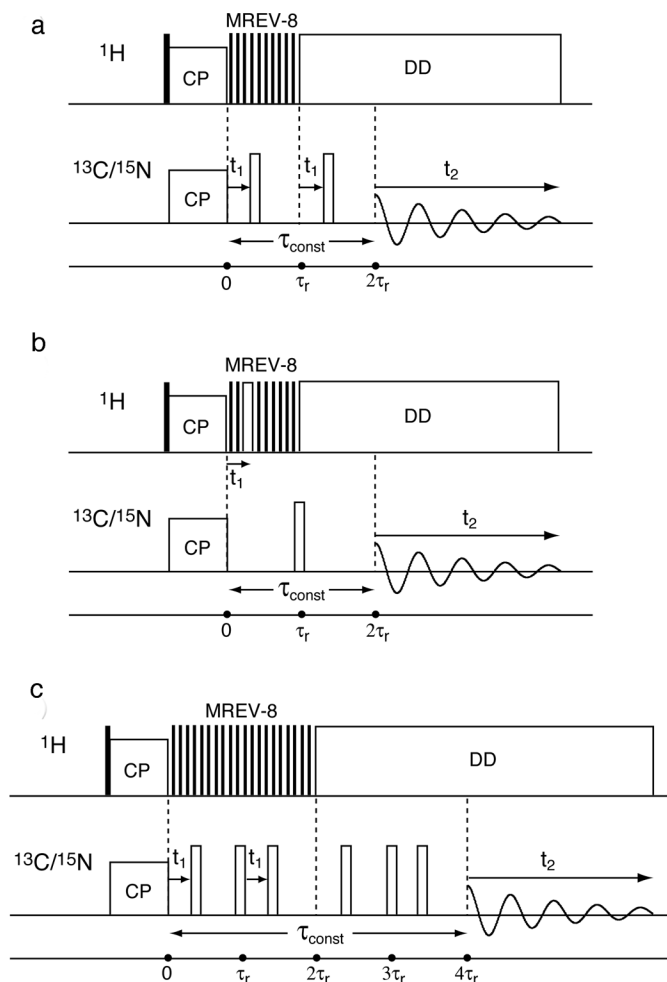 a
MREV-8
¹H
CP
DD
¹³C/¹⁵N
CP
t₁
t₁
t₂
τconst
0
τr
2τr
b
MREV-8
¹H
CP
DD
t₁
¹³C/¹⁵N
CP
t₂
τconst
0
τr
2τr
c
MREV-8
¹H
CP
DD
¹³C/¹⁵N
CP
t₁
t₁
t₂
τconst
0
τr
2τr
3τr
4τr